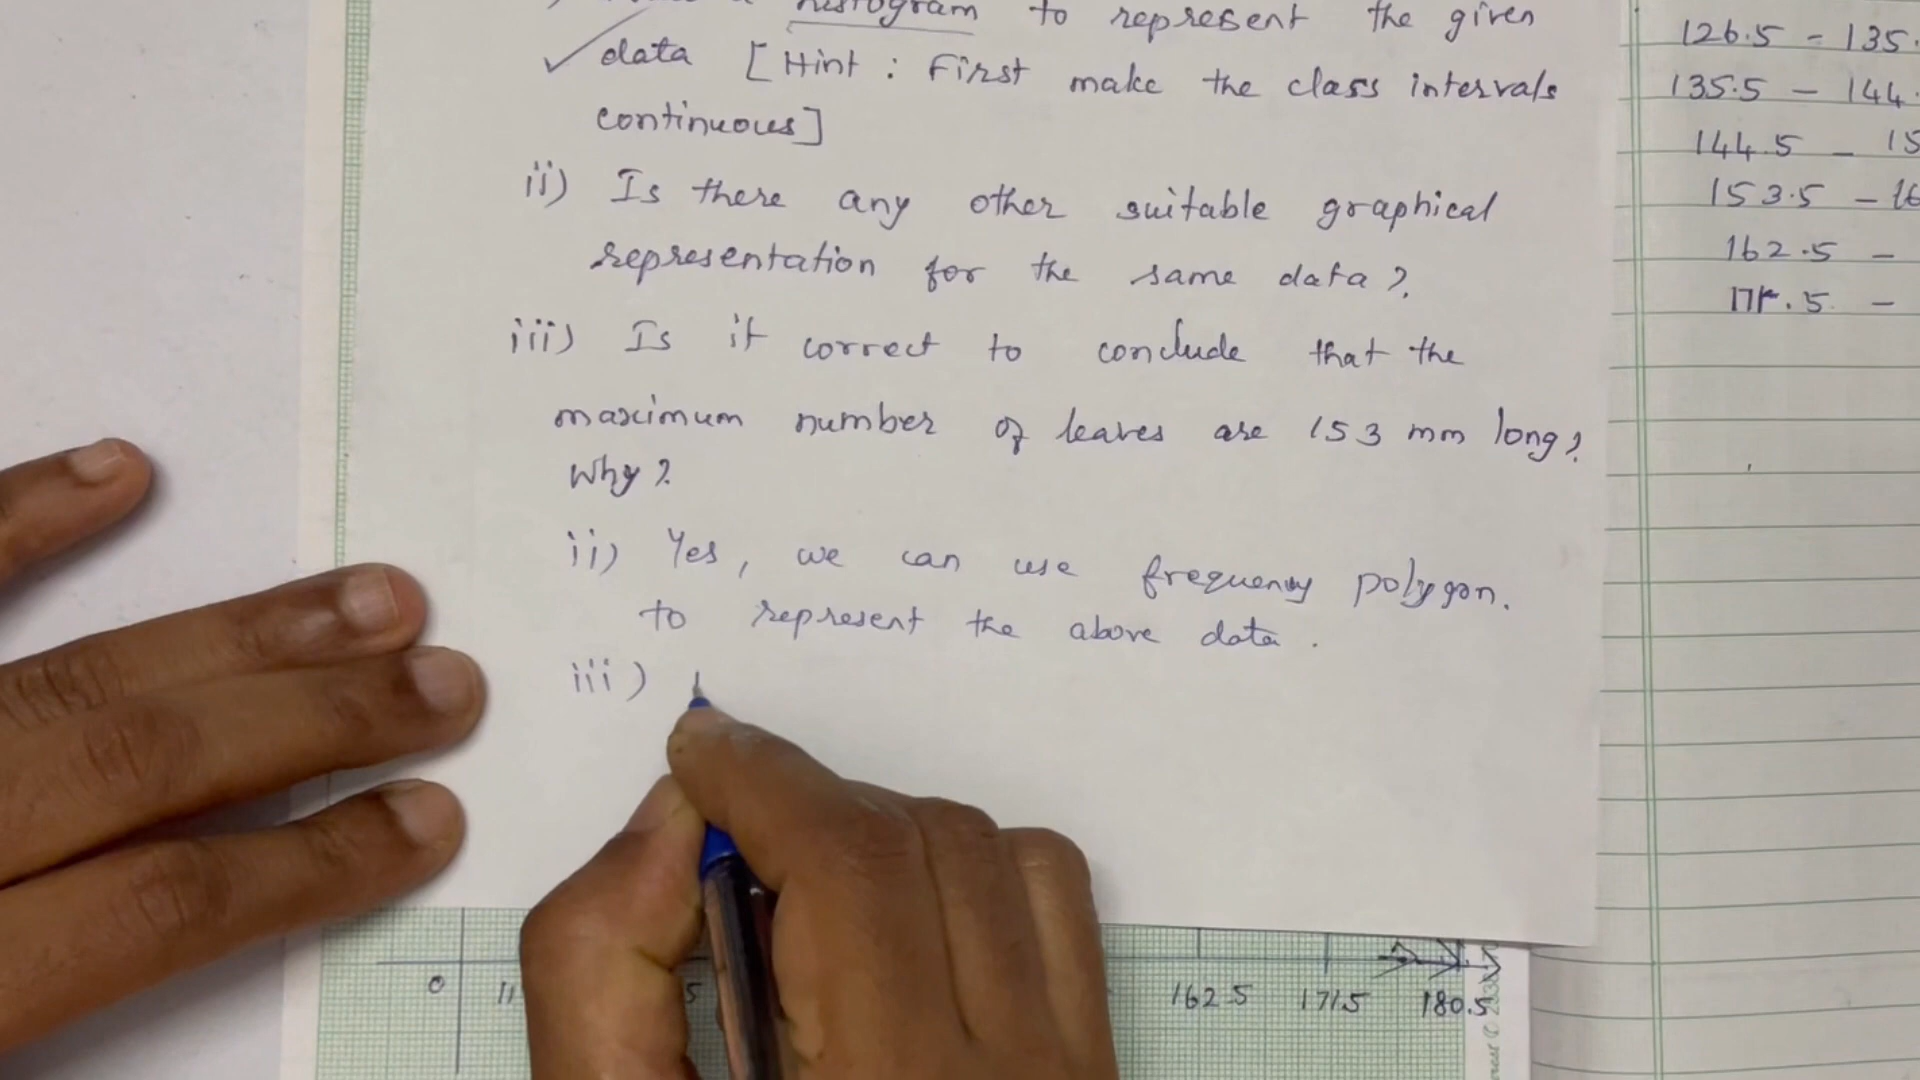 histogram to represent the given
data [Hint : First make the class intervals
continuous]
ii) Is there any other suitable graphical
representation for the same data ?
iii) Is it correct to conclude that the
maximum number of leaves are 153 mm long?
Why?
ii) Yes, we can use frequency polygon.
to represent the above data.
iii)
126.5 - 135.
135.5 - 144.
144.5 - 15
153.5 - 16
162.5 -
171.5 -
0
162.5 171.5 180.5